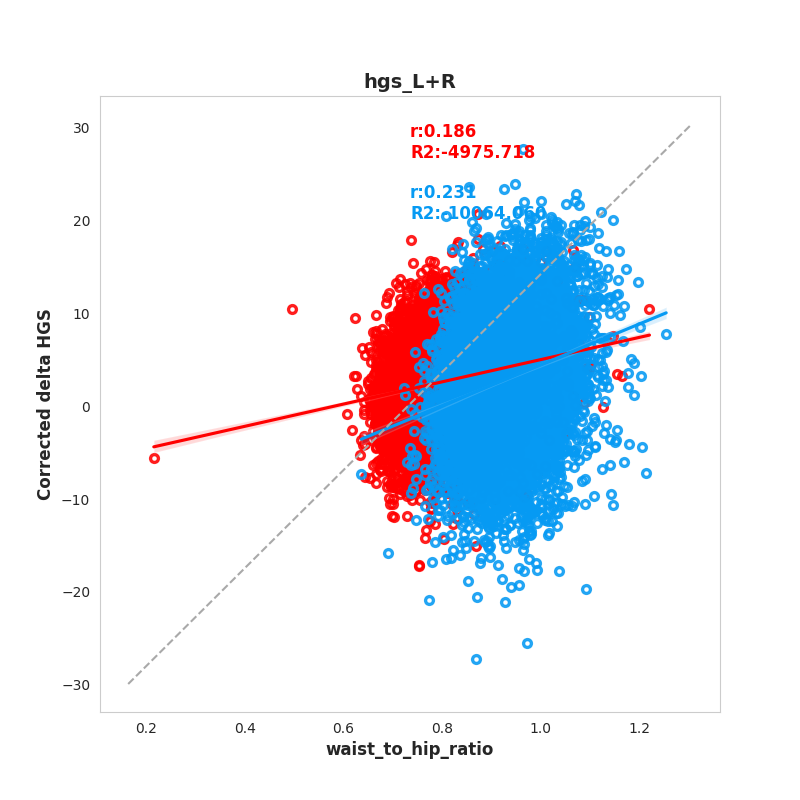 hgs_L+R
r:0.186
R2:-4975.718
r:0.231
30
20
10
0
−10
−20
−30
Corrected delta HGS
0.2 0.4 0.6 0.8 1.0 1.2
waist_to_hip_ratio